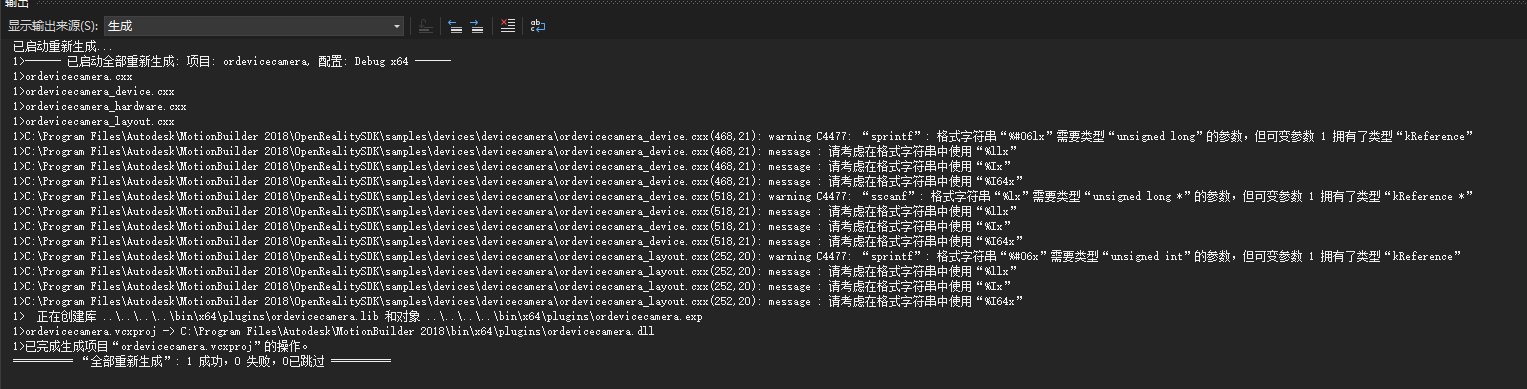 输出
显示输出来源(S): 生成
已启动重新生成...
1>------ 已启动全部重新生成: 项目: ordevicecamera, 配置: Debug x64 ------
1>ordevicecamera.cxx
1>ordevicecamera_device.cxx
1>ordevicecamera_hardware.cxx
1>ordevicecamera_layout.cxx
1>C:\Program Files\Autodesk\MotionBuilder 2018\OpenRealitySDK\samples\devices\devicecamera\ordevicecamera_device.cxx(468,21): warning C4477: “sprintf”: 格式字符串“%#06lx”需要类型“unsigned long”的参数，但可变参数 1 拥有了类型“kReference”
1>C:\Program Files\Autodesk\MotionBuilder 2018\OpenRealitySDK\samples\devices\devicecamera\ordevicecamera_device.cxx(468,21): message : 请考虑在格式字符串中使用“%llx”
1>C:\Program Files\Autodesk\MotionBuilder 2018\OpenRealitySDK\samples\devices\devicecamera\ordevicecamera_device.cxx(468,21): message : 请考虑在格式字符串中使用“%Ix”
1>C:\Program Files\Autodesk\MotionBuilder 2018\OpenRealitySDK\samples\devices\devicecamera\ordevicecamera_device.cxx(468,21): message : 请考虑在格式字符串中使用“%I64x”
1>C:\Program Files\Autodesk\MotionBuilder 2018\OpenRealitySDK\samples\devices\devicecamera\ordevicecamera_device.cxx(518,21): warning C4477: “sscanf”: 格式字符串“%lx”需要类型“unsigned long *”的参数，但可变参数 1 拥有了类型“kReference *”
1>C:\Program Files\Autodesk\MotionBuilder 2018\OpenRealitySDK\samples\devices\devicecamera\ordevicecamera_device.cxx(518,21): message : 请考虑在格式字符串中使用“%llx”
1>C:\Program Files\Autodesk\MotionBuilder 2018\OpenRealitySDK\samples\devices\devicecamera\ordevicecamera_device.cxx(518,21): message : 请考虑在格式字符串中使用“%Ix”
1>C:\Program Files\Autodesk\MotionBuilder 2018\OpenRealitySDK\samples\devices\devicecamera\ordevicecamera_device.cxx(518,21): message : 请考虑在格式字符串中使用“%I64x”
1>C:\Program Files\Autodesk\MotionBuilder 2018\OpenRealitySDK\samples\devices\devicecamera\ordevicecamera_layout.cxx(252,20): warning C4477: “sprintf”: 格式字符串“%#06x”需要类型“unsigned int”的参数，但可变参数 1 拥有了类型“kReference”
1>C:\Program Files\Autodesk\MotionBuilder 2018\OpenRealitySDK\samples\devices\devicecamera\ordevicecamera_layout.cxx(252,20): message : 请考虑在格式字符串中使用“%llx”
1>C:\Program Files\Autodesk\MotionBuilder 2018\OpenRealitySDK\samples\devices\devicecamera\ordevicecamera_layout.cxx(252,20): message : 请考虑在格式字符串中使用“%Ix”
1>C:\Program Files\Autodesk\MotionBuilder 2018\OpenRealitySDK\samples\devices\devicecamera\ordevicecamera_layout.cxx(252,20): message : 请考虑在格式字符串中使用“%I64x”
1>  正在创建库 ..\..\..\..\bin\x64\plugins\ordevicecamera.lib 和对象 ..\..\..\..\bin\x64\plugins\ordevicecamera.exp
1>ordevicecamera.vcxproj -> C:\Program Files\Autodesk\MotionBuilder 2018\bin\x64\plugins\ordevicecamera.dll
1>已完成生成项目“ordevicecamera.vcxproj”的操作。
========== “全部重新生成”: 1 成功，0 失败，0已跳过 ==========